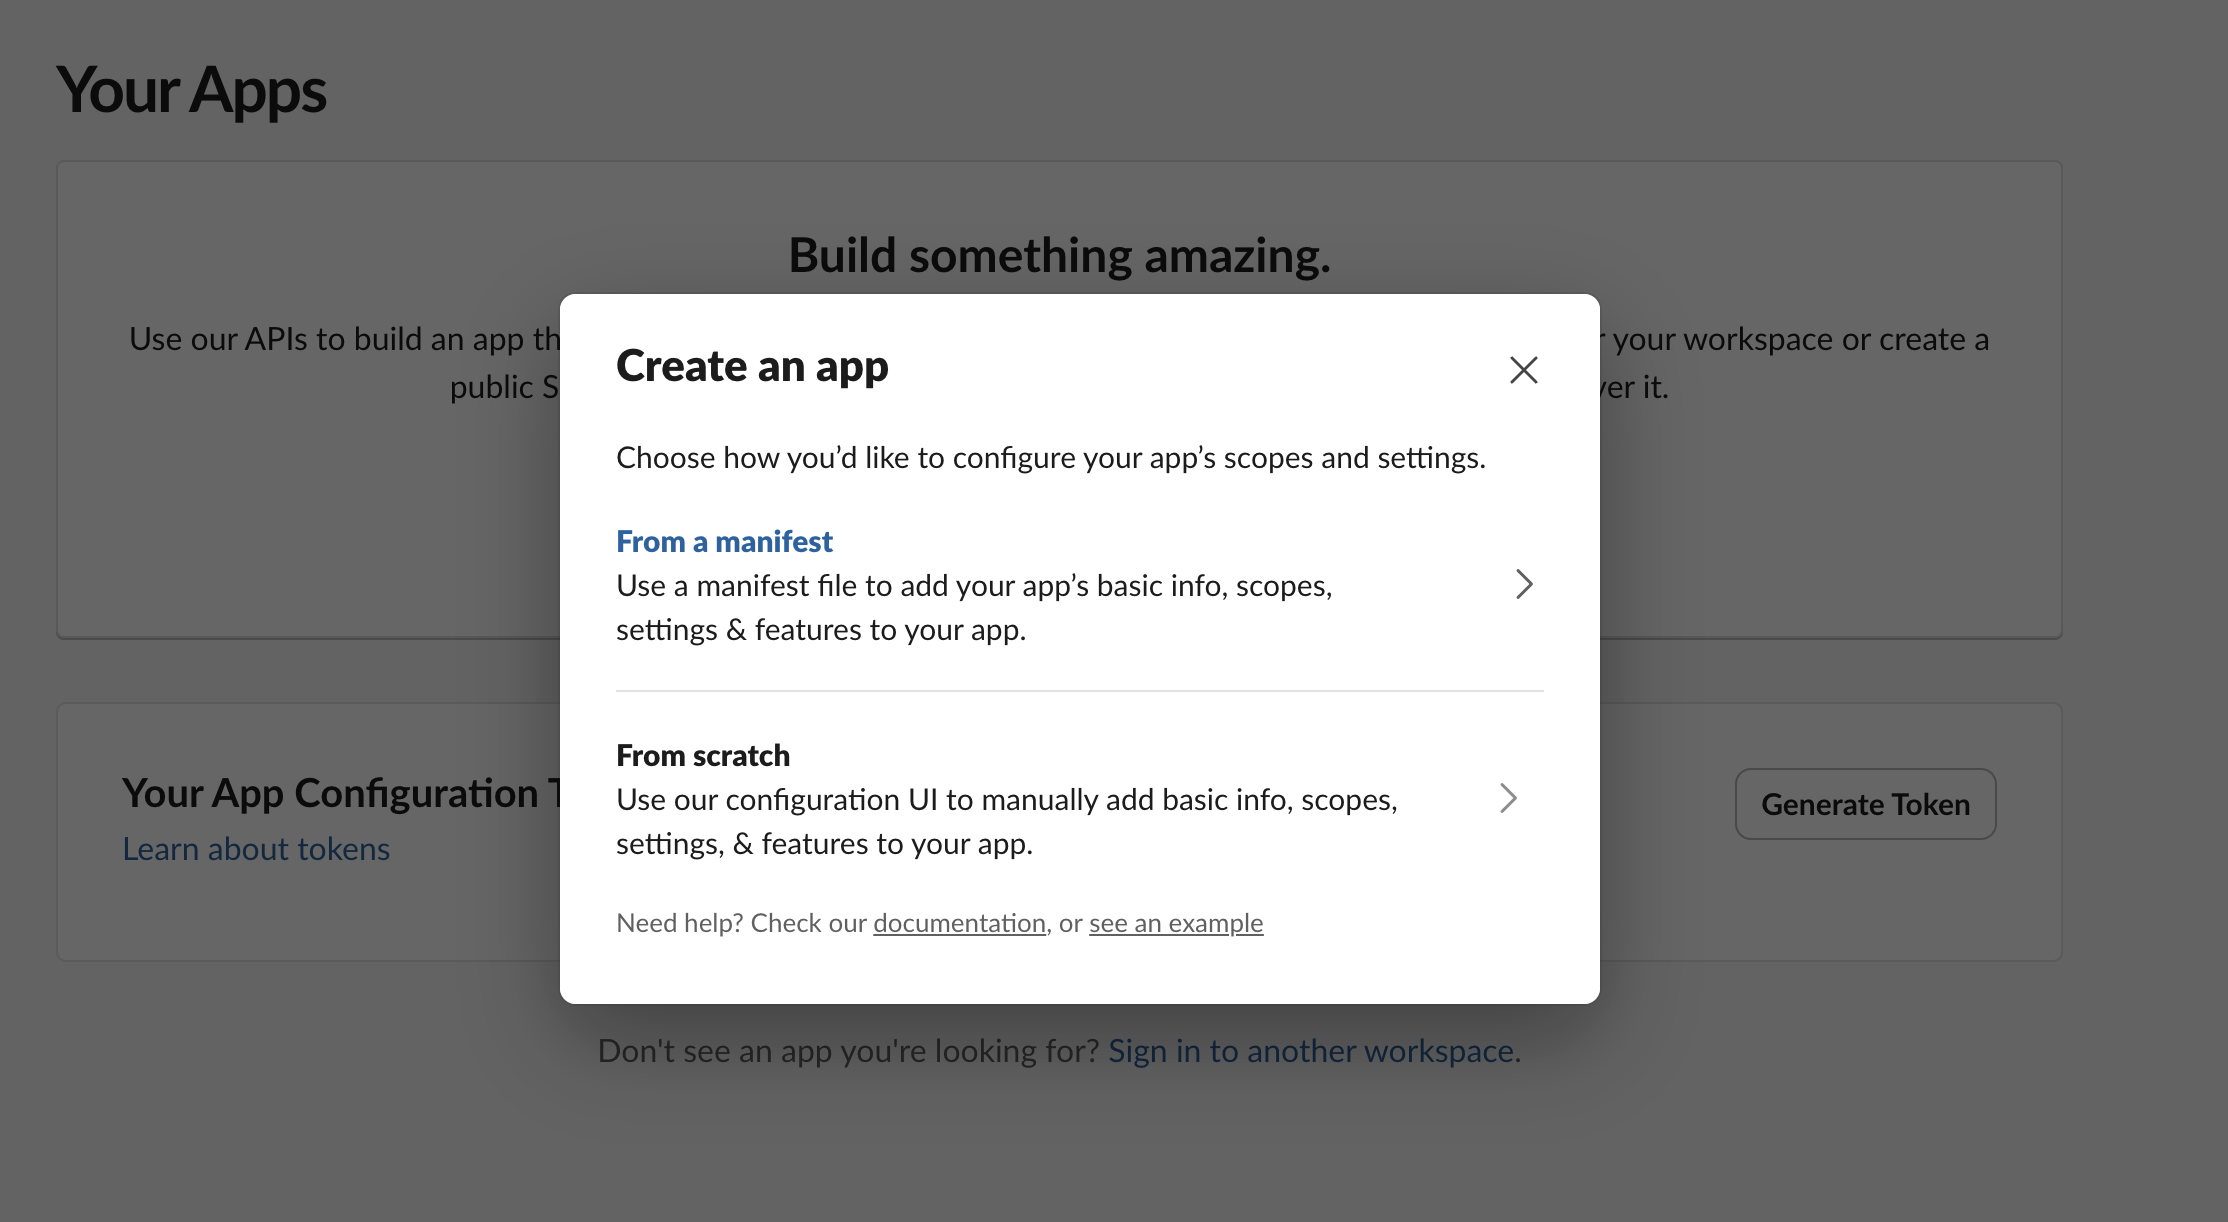 Your Apps
Build something amazing.
Use our APIs to build an app th
your workspace or create a
public S
ver it.
Create an app
Choose how you’d like to configure your app’s scopes and settings.
From a manifest
Use a manifest file to add your app’s basic info, scopes,
settings & features to your app.
From scratch
Use our configuration UI to manually add basic info, scopes,
settings, & features to your app.
Need help? Check our documentation, or see an example
Your App Configuration T
Learn about tokens
Generate Token
Don't see an app you're looking for? Sign in to another workspace.